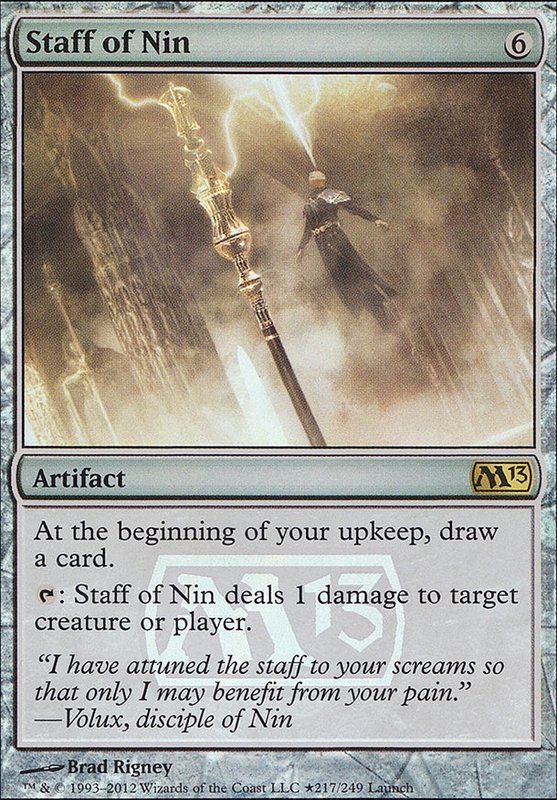 Staff of Nin
6
Artifact
M13
At the beginning of your upkeep, draw
a card.
: Staff of Nin deals 1 damage to target
creature or player.
M13
“I have attuned the staff to your screams so
that only I may benefit from your pain.”
—Volux, disciple of Nin
Brad Rigney
™ & © 1993–2012 Wizards of the Coast LLC ★217/249 Launch